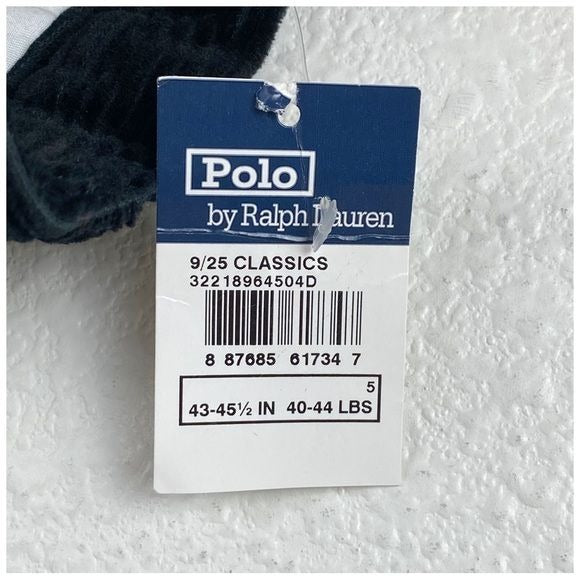 Polo
by Ralph Lauren
9/25 CLASSICS
32218964504D
8 87685 61734 7
5
43-45½ IN 40-44 LBS